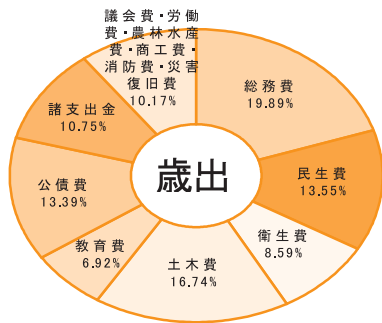 議会費・労働
費・農林水産
費・商工費・
消防費・災害
復旧費
10.17%
総務費
19.89%
民生費
13.55%
衛生費
8.59%
土木費
16.74%
教育費
6.92%
公債費
13.39%
諸支出金
10.75%
歳出